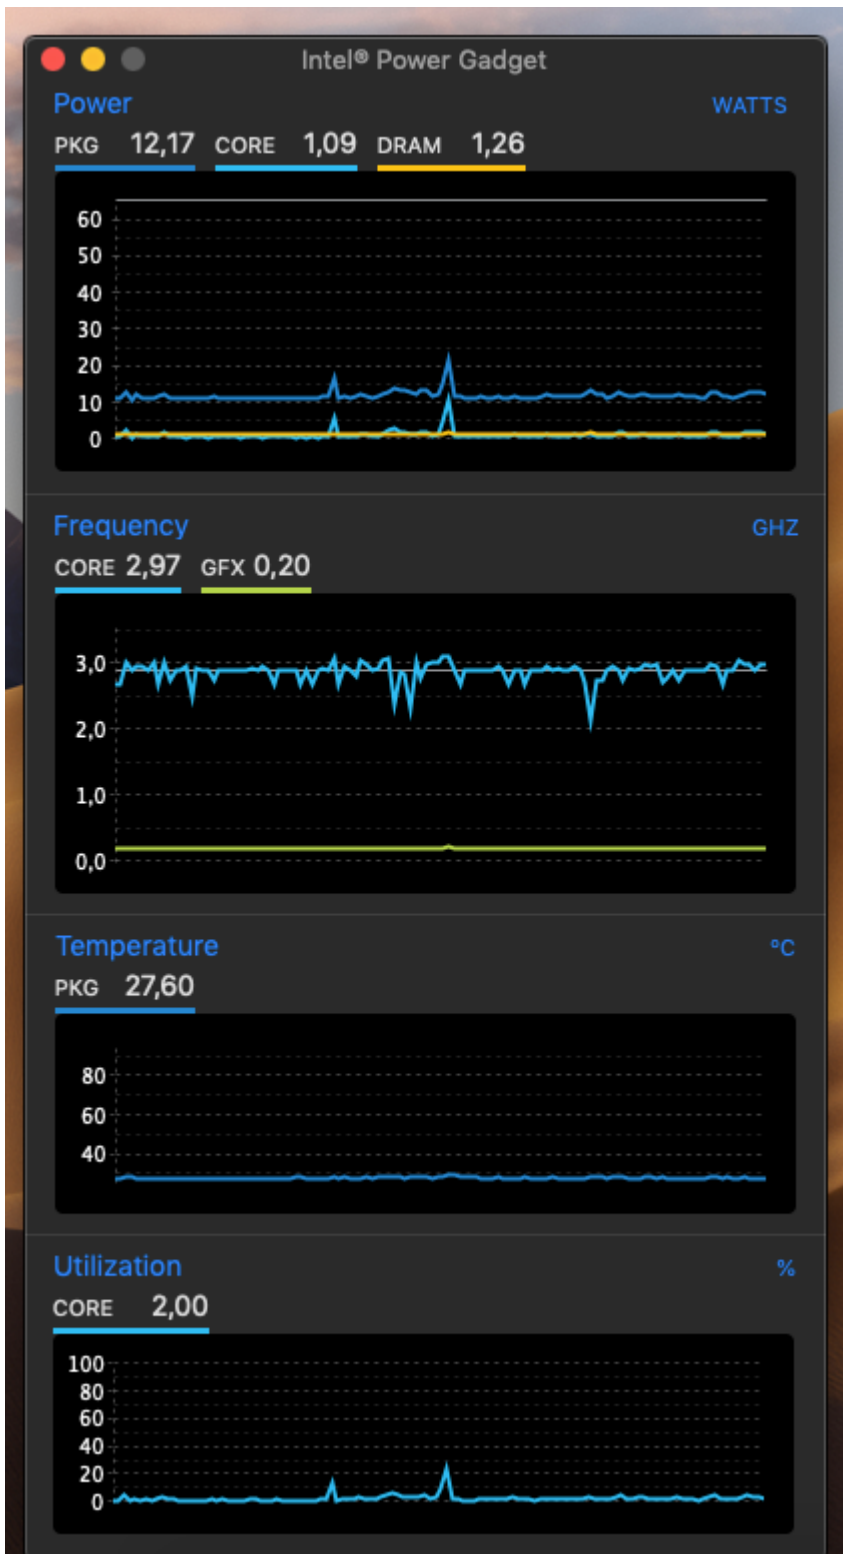 Intel® Power Gadget
Power WATTS
PKG 12,17 CORE 1,09 DRAM 1,26
60
50
40
30
20
10
0
Frequency GHZ
CORE 2,97 GFX 0,20
3,0
2,0
1,0
0,0
Temperature °C
PKG 27,60
80
60
40
Utilization %
CORE 2,00
100
80
60
40
20
0